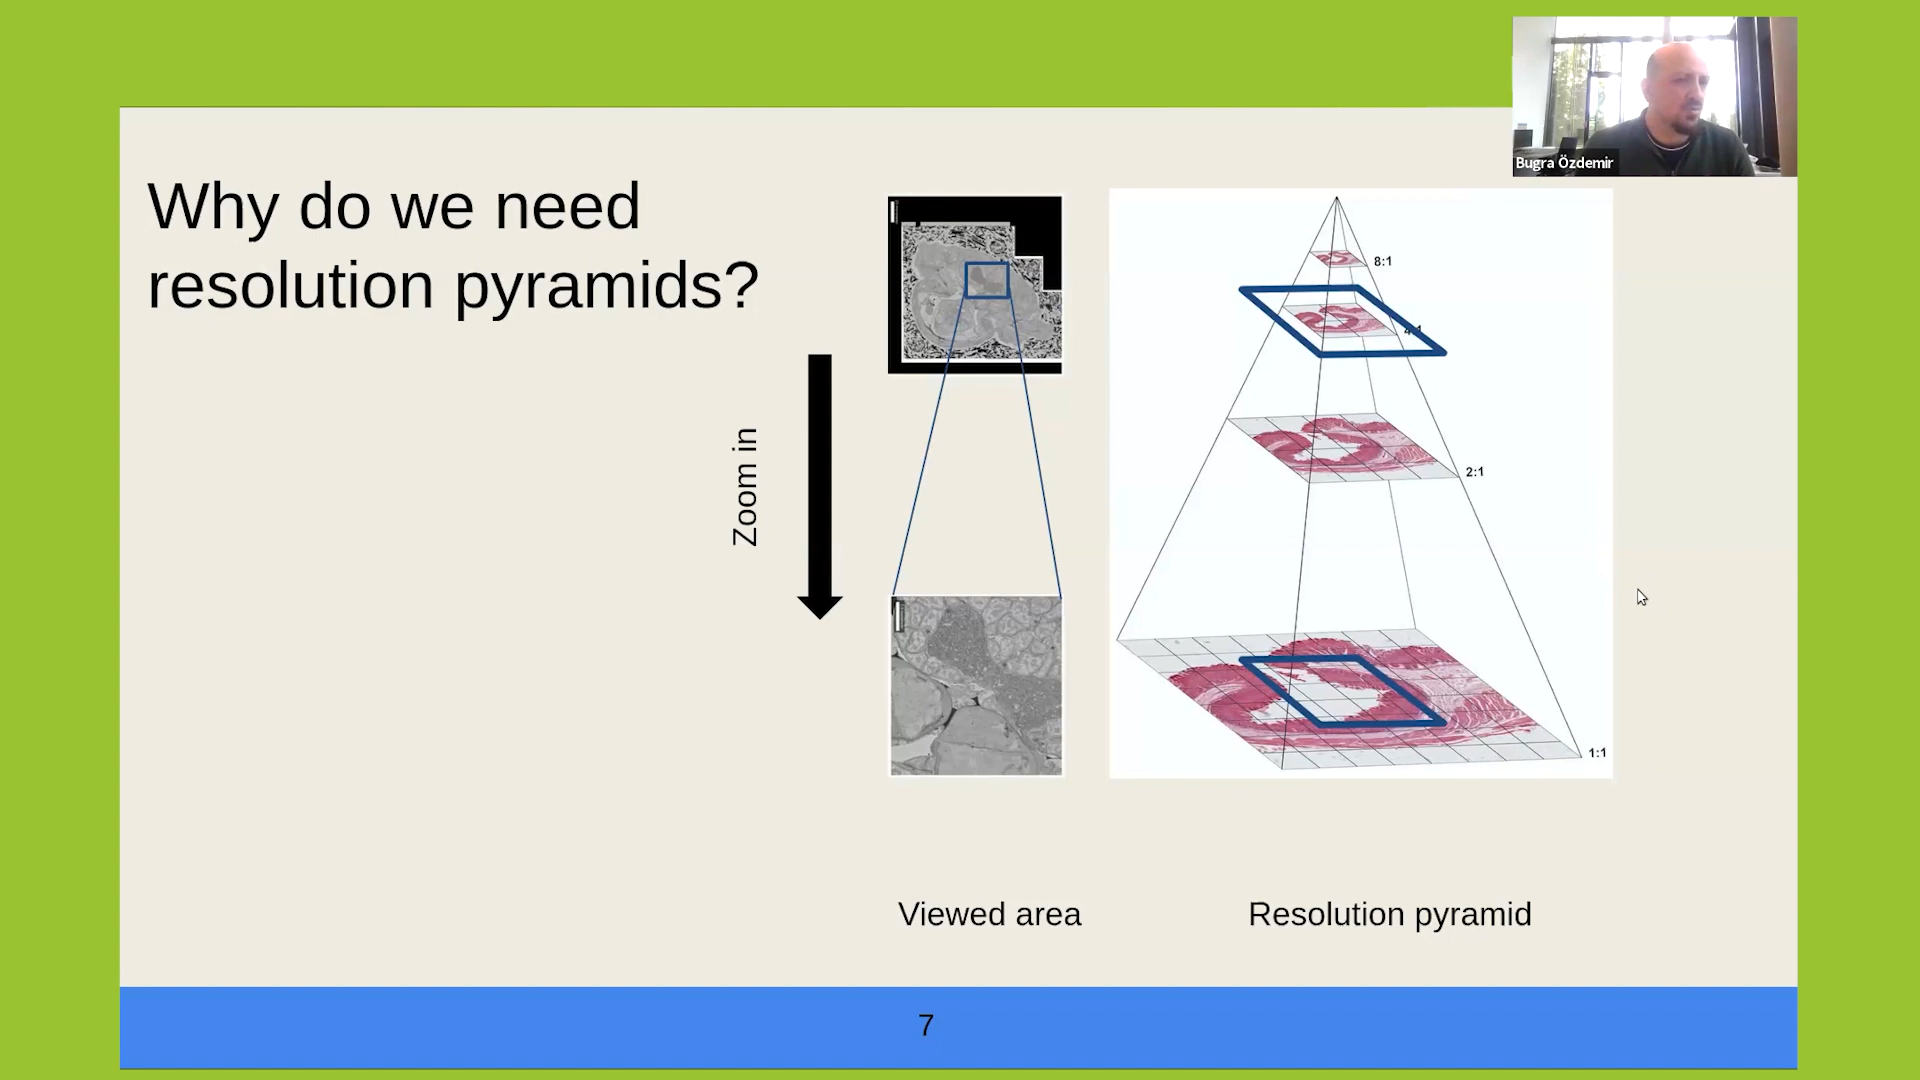 Bugra Özdemir
Why do we need
resolution pyramids?
Zoom in
8:1
4:1
2:1
1:1
Viewed area
Resolution pyramid
7